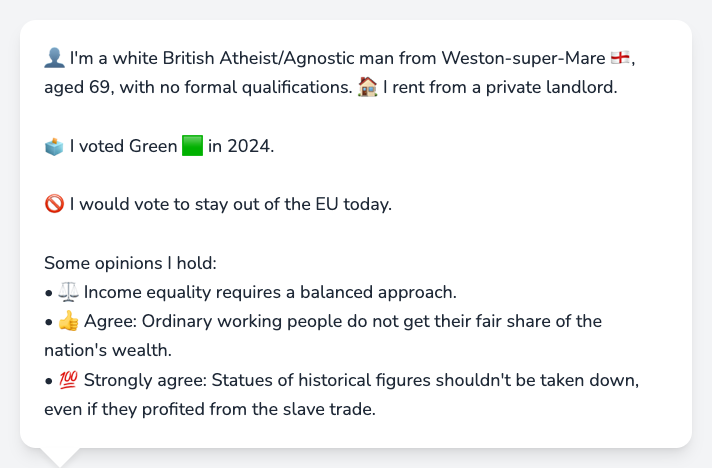 👤 I'm a white British Atheist/Agnostic man from Weston-super-Mare 🏴󠁧󠁢󠁥󠁮󠁧󠁿,
aged 69, with no formal qualifications. 🏠 I rent from a private landlord.
🗳️ I voted Green 🟩 in 2024.
🚫 I would vote to stay out of the EU today.
Some opinions I hold:
• ⚖️ Income equality requires a balanced approach.
• 👍 Agree: Ordinary working people do not get their fair share of the
nation's wealth.
• 💯 Strongly agree: Statues of historical figures shouldn't be taken down,
even if they profited from the slave trade.